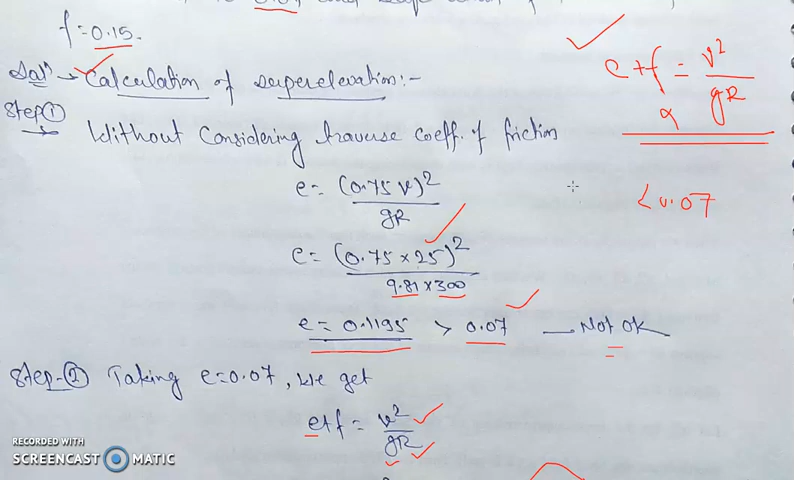 f = 0.15.
Solⁿ → Calculation of superelevation:-
e+f = v²/gR
Step ① → Without Considering traverse coeff. of friction
e = (0.75 v)²/gR
< 0.07
e = (0.75 × 25)²/9.81 × 300
e = 0.1195 > 0.07 — Not OK
Step-② Taking e=0.07, we get
e+f = v²/gR
RECORDED WITH
SCREENCAST MATIC